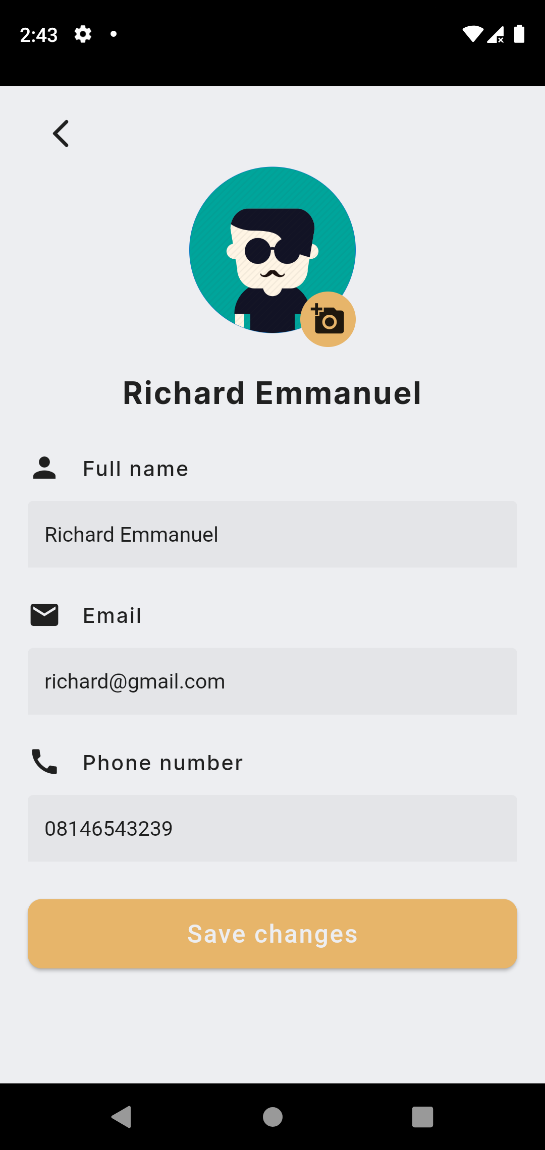 2:43
Richard Emmanuel
Full name
Richard Emmanuel
Email
richard@gmail.com
Phone number
08146543239
Save changes